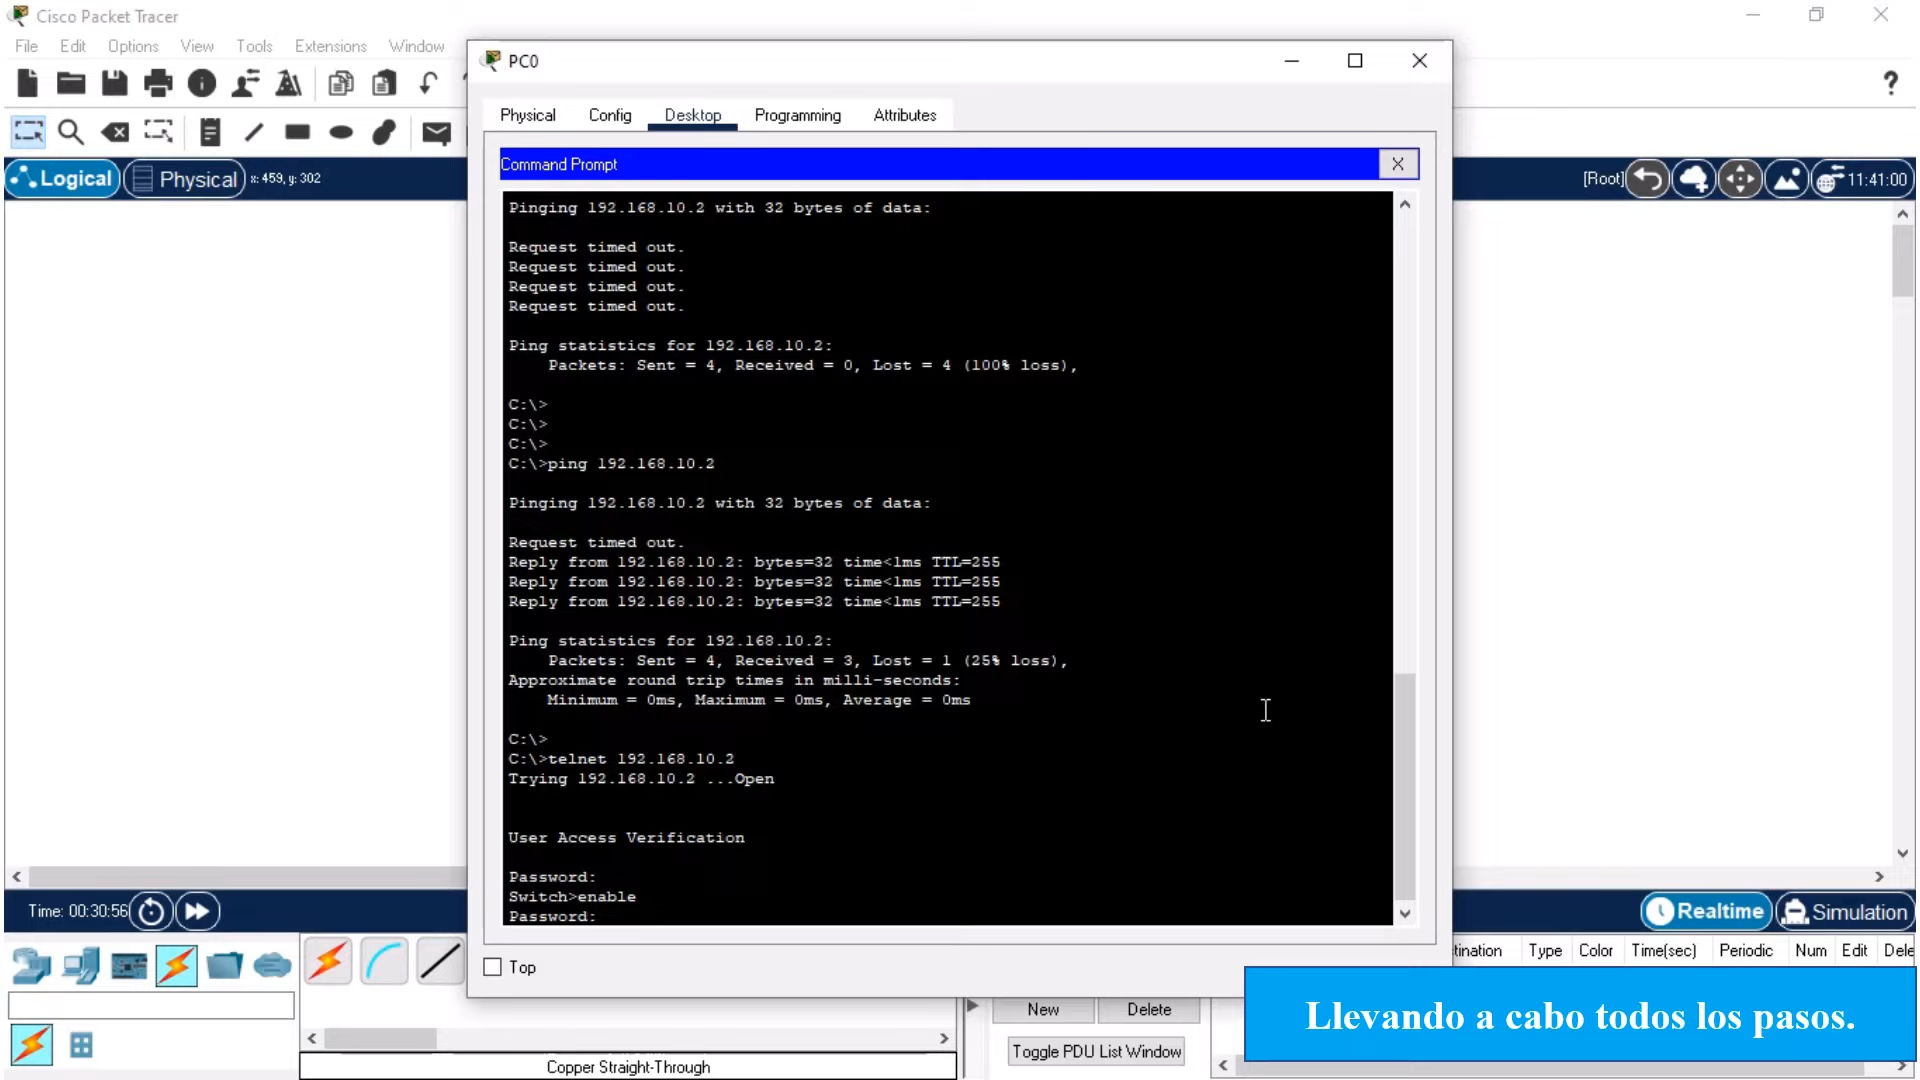 Cisco Packet Tracer
File Edit Options View Tools Extensions Window
PC0
Physical Config Desktop Programming Attributes
Command Prompt
X
Logical Physical x: 459, y: 302
[Root] 11:41:00
Pinging 192.168.10.2 with 32 bytes of data:
Request timed out.
Request timed out.
Request timed out.
Request timed out.
Ping statistics for 192.168.10.2:
Packets: Sent = 4, Received = 0, Lost = 4 (100% loss),
C:\>
C:\>
C:\>
C:\>ping 192.168.10.2
Pinging 192.168.10.2 with 32 bytes of data:
Request timed out.
Reply from 192.168.10.2: bytes=32 time<1ms TTL=255
Reply from 192.168.10.2: bytes=32 time<1ms TTL=255
Reply from 192.168.10.2: bytes=32 time<1ms TTL=255
Ping statistics for 192.168.10.2:
Packets: Sent = 4, Received = 3, Lost = 1 (25% loss),
Approximate round trip times in milli-seconds:
Minimum = 0ms, Maximum = 0ms, Average = 0ms
C:\>
C:\>telnet 192.168.10.2
Trying 192.168.10.2 ...Open
User Access Verification
Password:
Switch>enable
Password:
Top
Time: 00:30:56
Realtime Simulation
tination Type Color Time(sec) Periodic Num Edit Dele
New Delete
Toggle PDU List Window
Copper Straight-Through
Llevando a cabo todos los pasos.